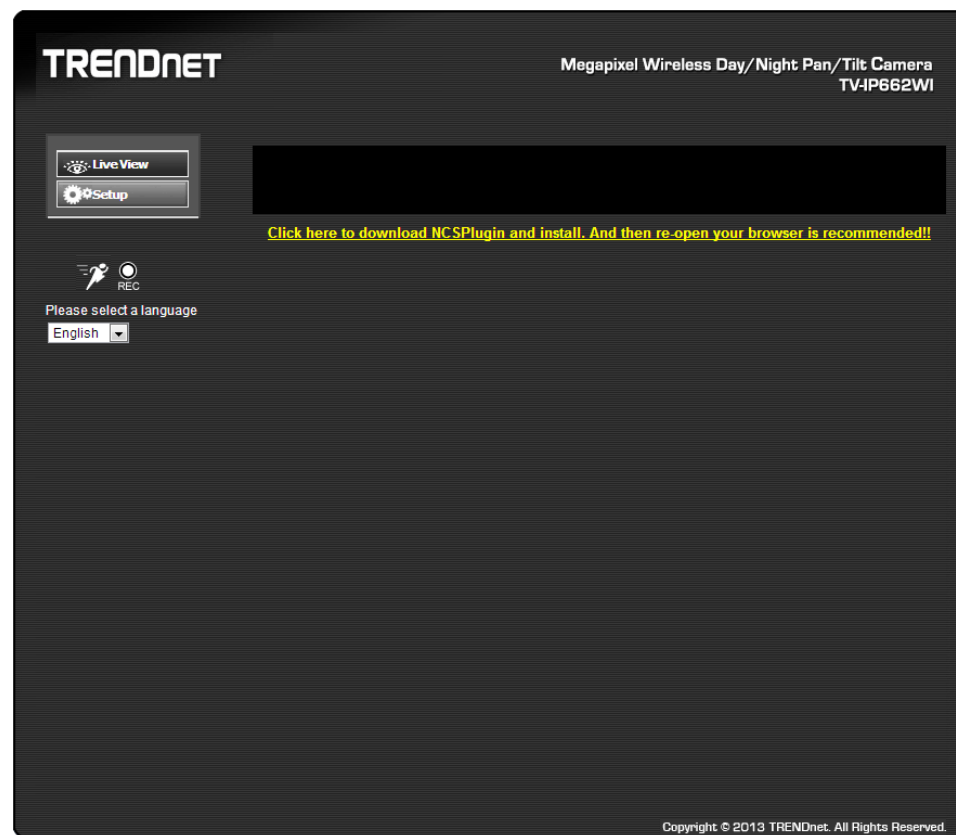 TRENDnet
Megapixel Wireless Day/Night Pan/Tilt Camera
TV-IP662WI
Live View
Setup
Click here to download NCSPlugin and install. And then re-open your browser is recommended!!
REC
Please select a language
English
Copyright © 2013 TRENDnet. All Rights Reserved.